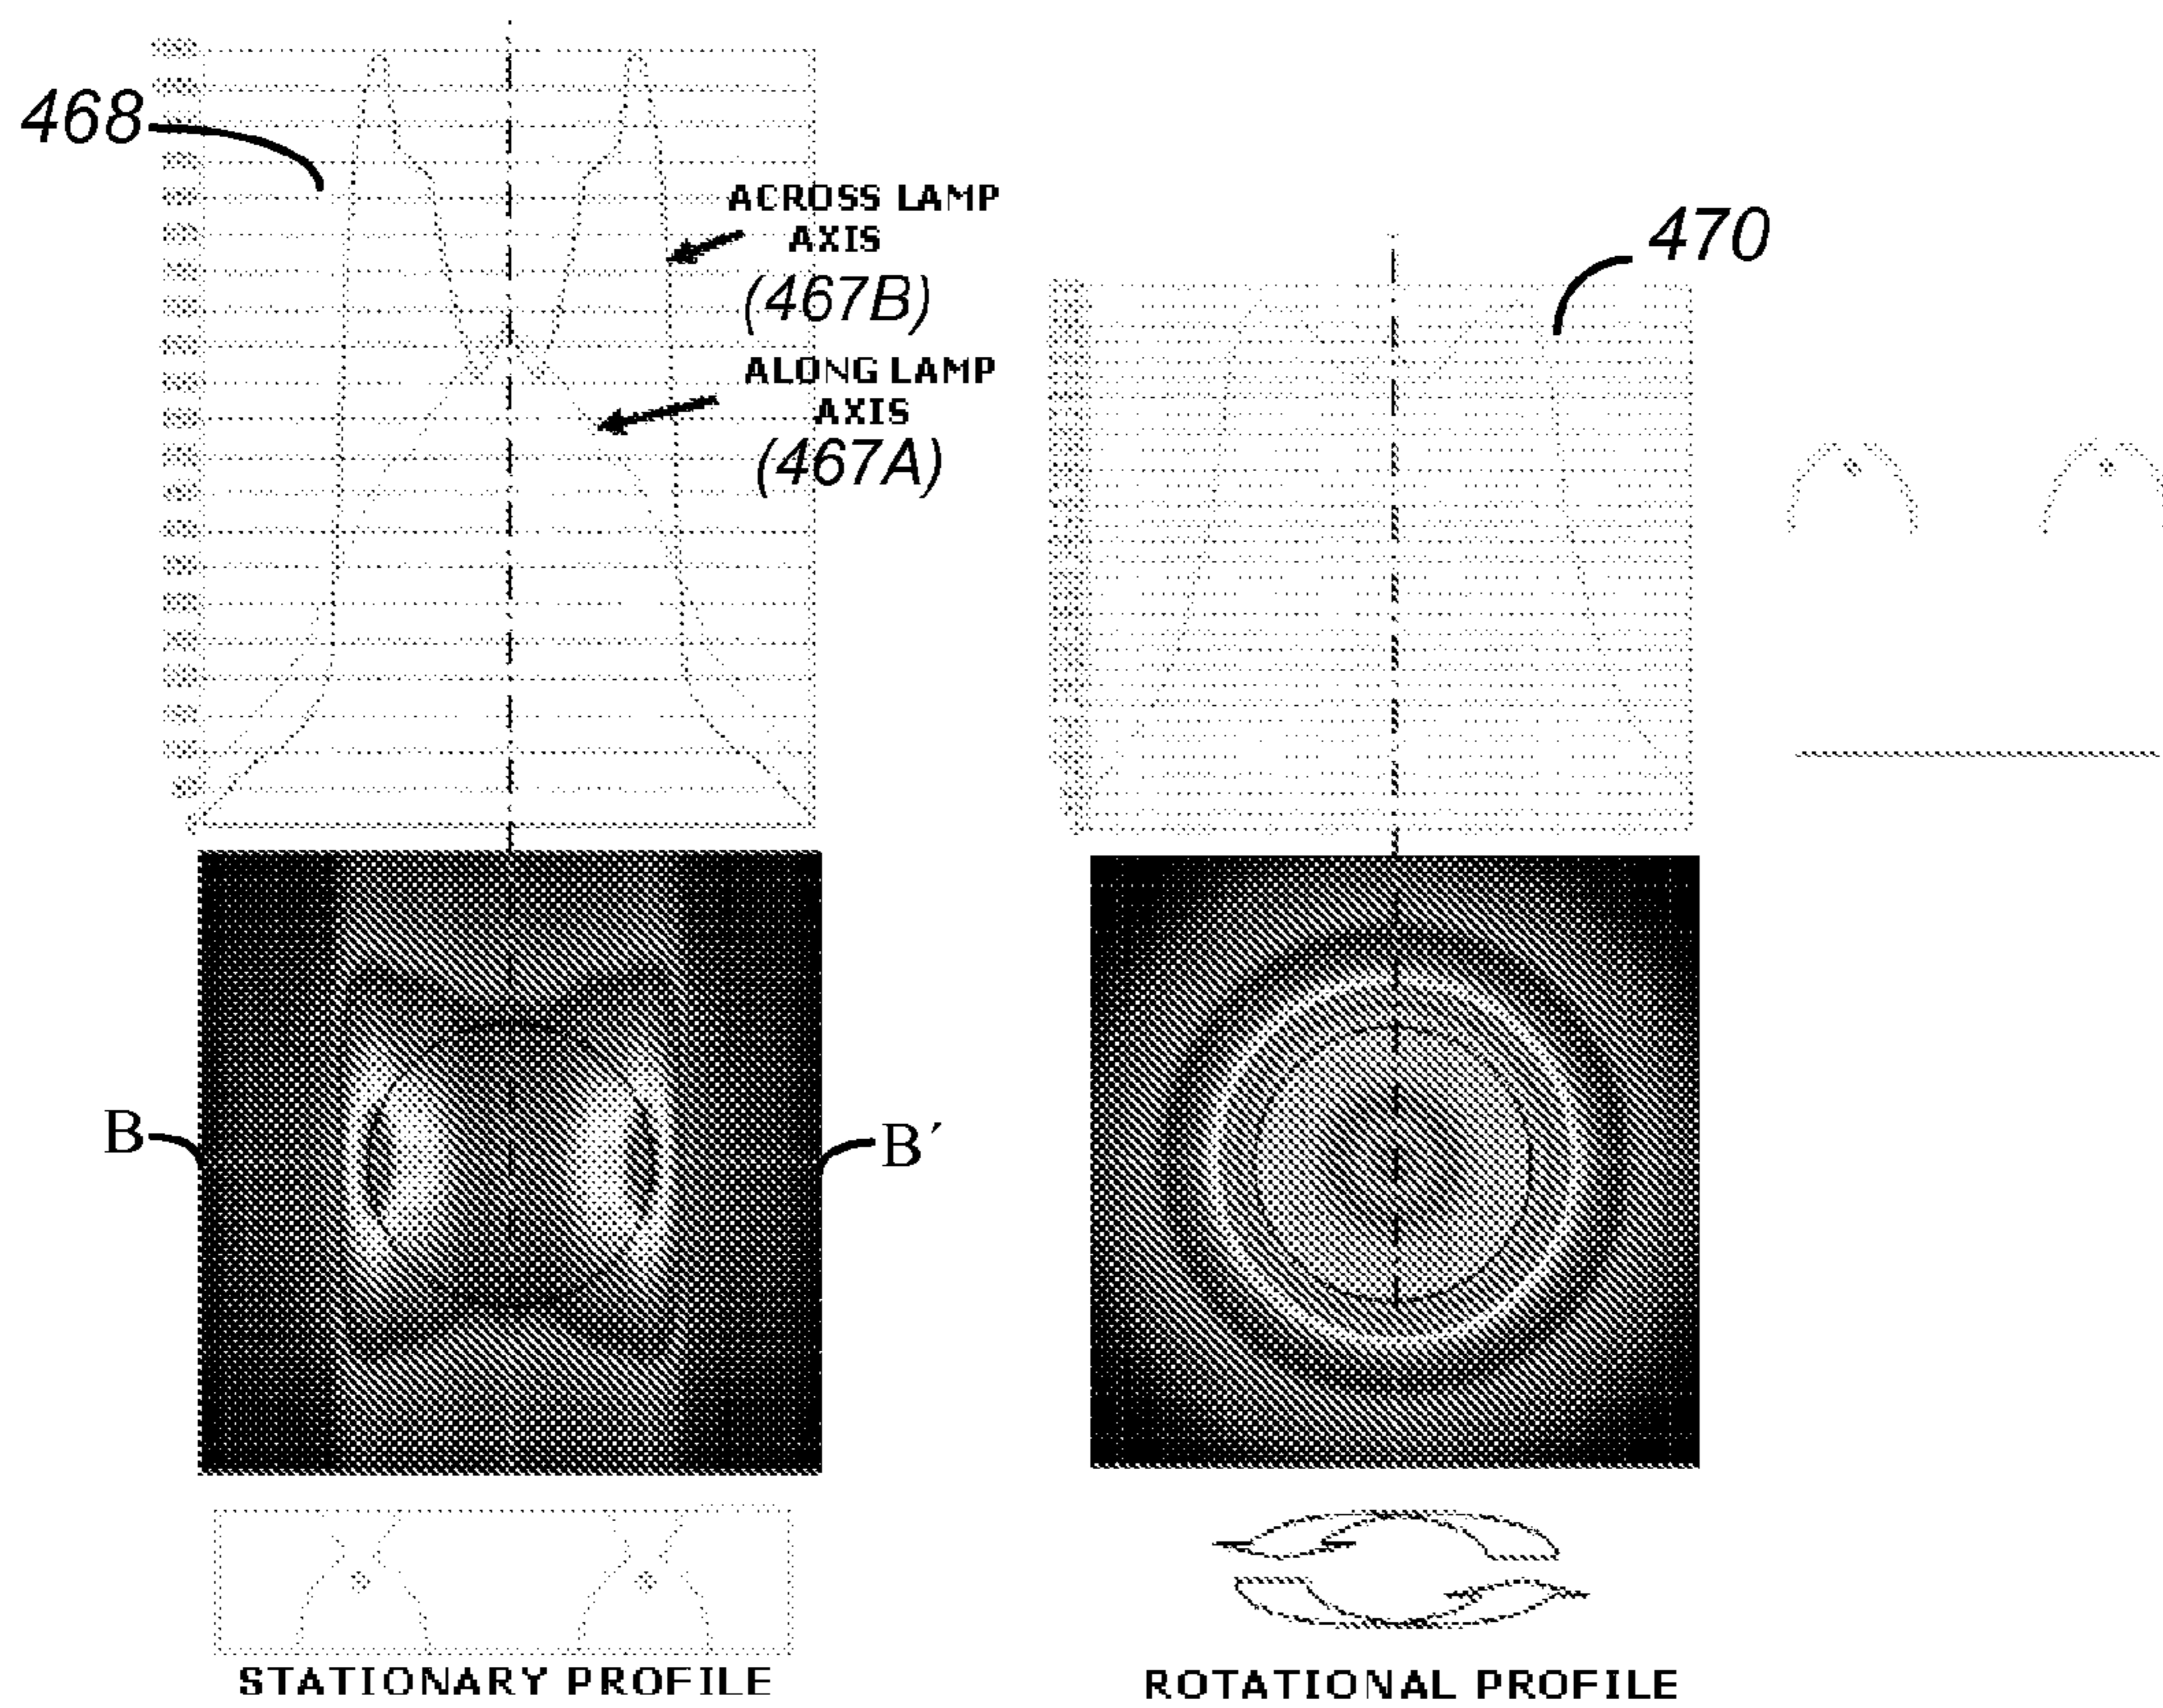 468
ACROSS LAMP
AXIS
(467B)
ALONG LAMP
AXIS
(467A)
470
B
B´
STATIONARY PROFILE
ROTATIONAL PROFILE